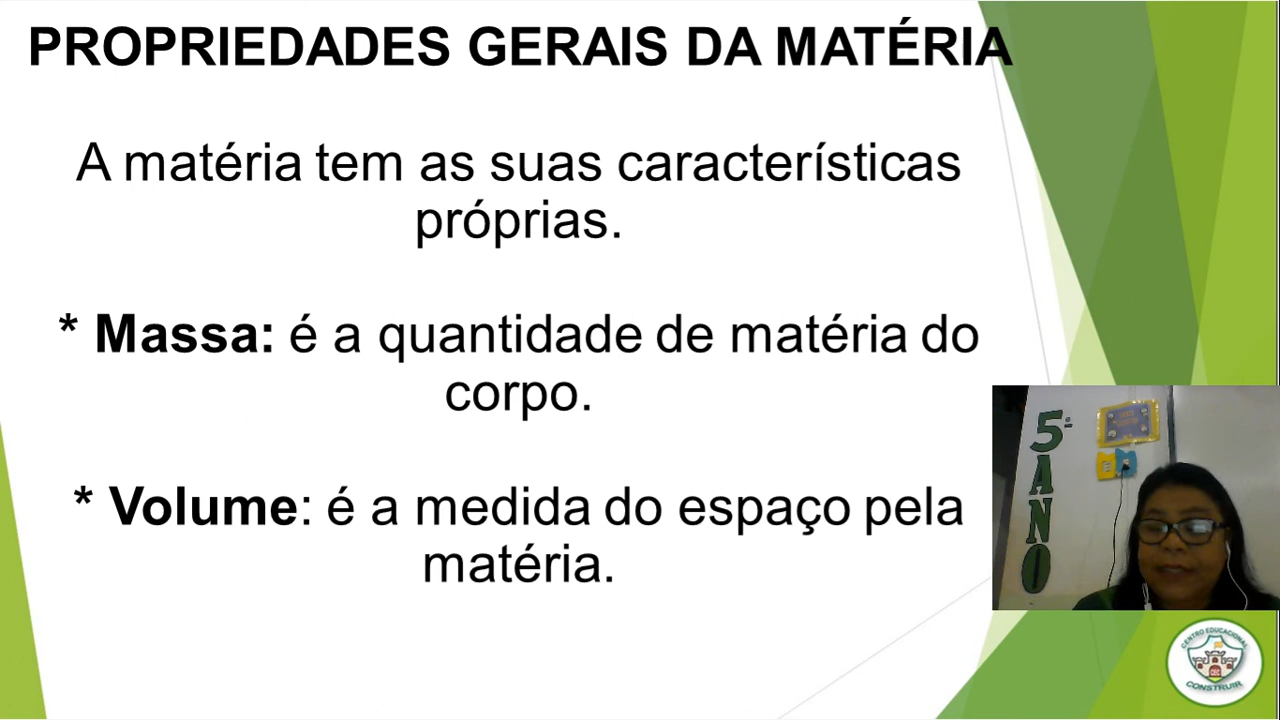 PROPRIEDADES GERAIS DA MATÉRIA
A matéria tem as suas características
próprias.
* Massa: é a quantidade de matéria do
corpo.
* Volume: é a medida do espaço pela
matéria.
5º
ANO
CENTRO EDUCACIONAL
CONSTRUIR